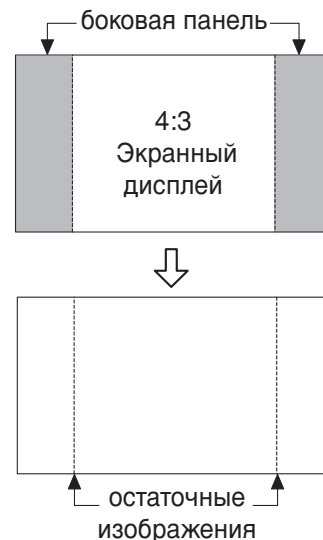 боковая панель
4:3
Экранный
дисплей
остаточные
изображения